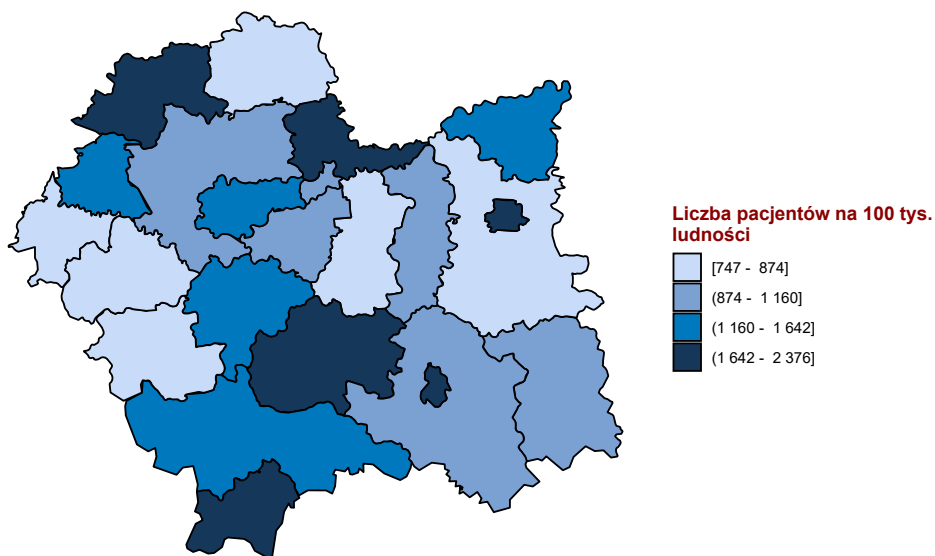 Liczba pacjentów na 100 tys.
ludności
[747 - 874]
(874 - 1 160]
(1 160 - 1 642]
(1 642 - 2 376]